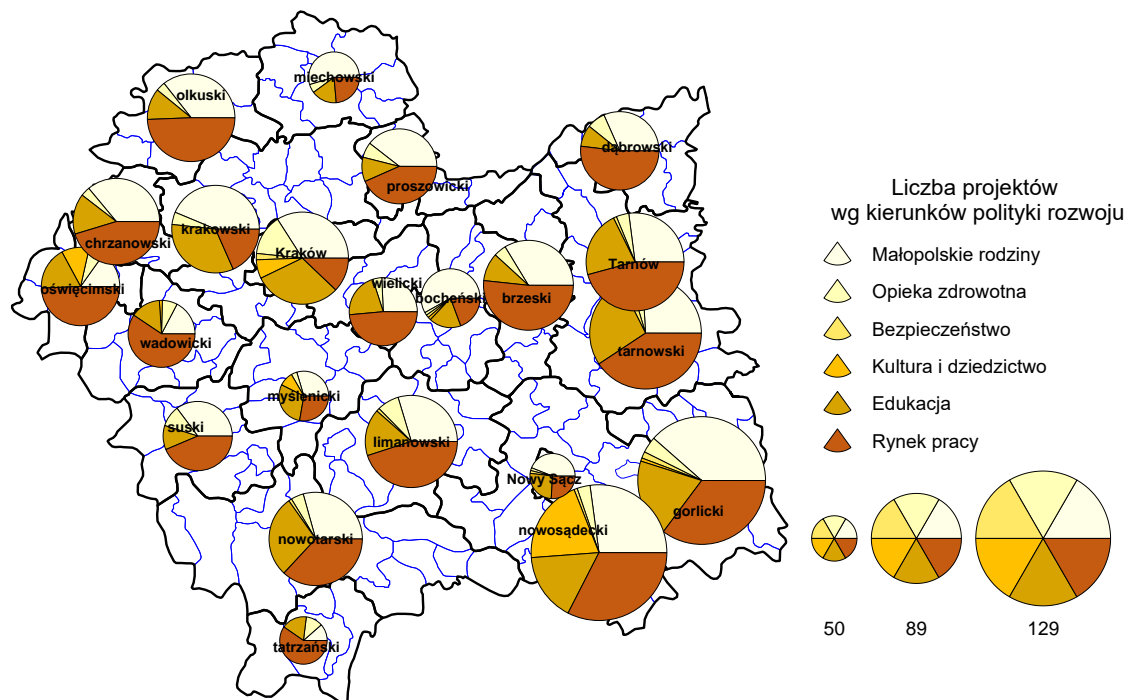 miechowski
olkuski
dąbrowski
proszowicki
chrzanowski
krakowski
Kraków
Tarnów
oświęcimski
wielicki
bocheński
brzeski
wadowicki
tarnowski
myślenicki
suski
limanowski
Nowy Sącz
gorlicki
nowosądecki
nowotarski
tatrzański
Liczba projektów
wg kierunków polityki rozwoju
Małopolskie rodziny
Opieka zdrowotna
Bezpieczeństwo
Kultura i dziedzictwo
Edukacja
Rynek pracy
50 89 129